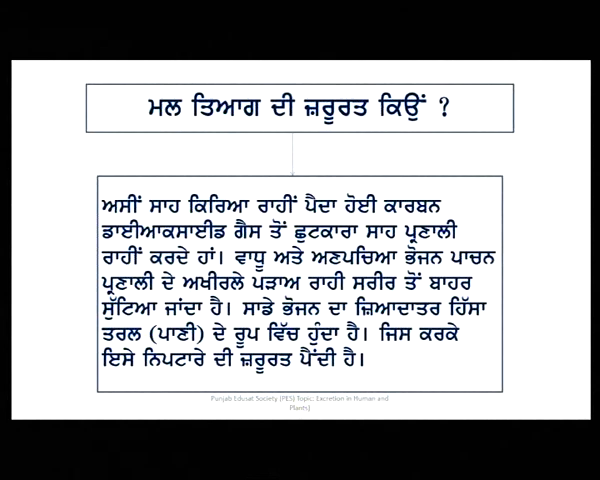 ਮਲ ਤਿਆਗ ਦੀ ਜ਼ਰੂਰਤ ਕਿਉਂ ?
ਅਸੀਂ ਸਾਹ ਕਿਰਿਆ ਰਾਹੀਂ ਪੈਦਾ ਹੋਈ ਕਾਰਬਨ
ਡਾਈਆਕਸਾਈਡ ਗੈਸ ਤੋਂ ਛੁਟਕਾਰਾ ਸਾਹ ਪ੍ਰਣਾਲੀ
ਰਾਹੀਂ ਕਰਦੇ ਹਾਂ। ਵਾਧੂ ਅਤੇ ਅਣਪਚਿਆ ਭੋਜਨ ਪਾਚਨ
ਪ੍ਰਣਾਲੀ ਦੇ ਅਖੀਰਲੇ ਪੜਾਅ ਰਾਹੀ ਸਰੀਰ ਤੋਂ ਬਾਹਰ
ਸੁੱਟਿਆ ਜਾਂਦਾ ਹੈ। ਸਾਡੇ ਭੋਜਨ ਦਾ ਜ਼ਿਆਦਾਤਰ ਹਿੱਸਾ
ਤਰਲ (ਪਾਣੀ) ਦੇ ਰੂਪ ਵਿੱਚ ਹੁੰਦਾ ਹੈ। ਜਿਸ ਕਰਕੇ
ਇਸੇ ਨਿਪਟਾਰੇ ਦੀ ਜ਼ਰੂਰਤ ਪੈਂਦੀ ਹੈ।
Punjab Edusat Society (PES) Topic: Excretion in Human and
Plants)